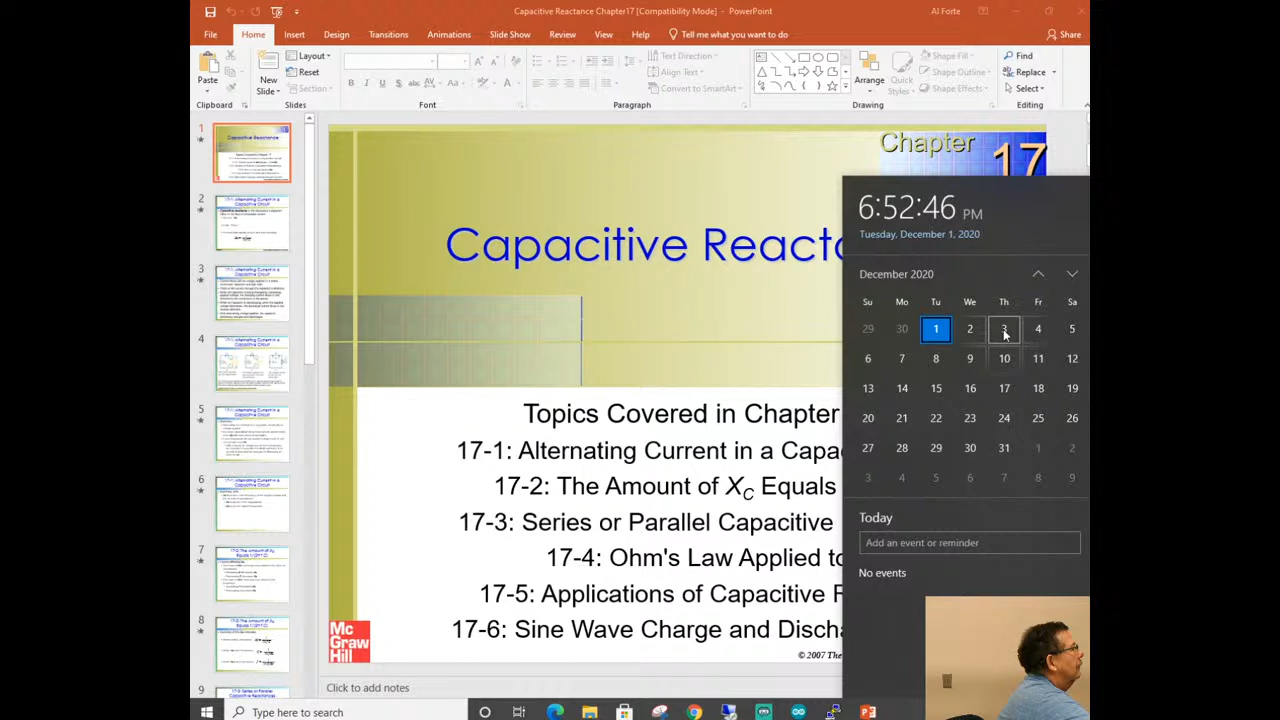 Capacitive Reactance Chapter17 [Compatibility Mode] - PowerPoint
Al Forte
File Home Insert Design Transitions Animations Slide Show Review View Help Tell me what you want to do Share
Paste
New Slide
Layout
Reset
Section
Text Direction
Align Text
Convert to SmartArt
Arrange
Quick Styles
Shape Fill
Shape Outline
Shape Effects
Find
Replace
Select
Clipboard Slides Font Paragraph Drawing Editing
1
2
3
4
5
6
7
8
9
Chapter 17
Capacitive Reacta
Topics Covered in Chapter
17-1: Alternating Current in a Capa
17-2: The Amount of XC Equals
17-3: Series or Parallel Capacitive
17-4: Ohm's Law Applied to
17-5: Applications of Capacitive R
17-6: Sine Wave Charge and Discha
Mc
Graw
Hill
© 2007 The
Click to add notes
6:52:46 PM
Tuesday, December 1, 2020
December 2020
Su Mo Tu We Th Fr Sa
29 30 1 2 3 4 5
6 7 8 9 10 11 12
13 14 15 16 17 18 19
20 21 22 23 24 25 26
27 28 29 30 31 1 2
3 4 5 6 7 8 9
Today
Add an event or reminder
No events
Type here to search